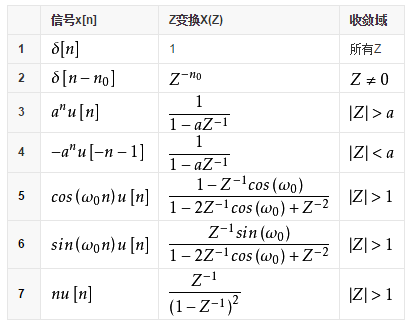 信号x[n] Z变换X(Z) 收敛域
1 δ[n] 1 所有Z
2 δ[n − n₀] Z^{−n₀} Z ≠ 0
3 aⁿu[n] 1/(1 − aZ⁻¹) |Z| > a
4 −aⁿu[−n − 1] 1/(1 − aZ⁻¹) |Z| < a
5 cos(ω₀n)u[n] (1 − Z⁻¹cos(ω₀))/(1 − 2Z⁻¹cos(ω₀) + Z⁻²) |Z| > 1
6 sin(ω₀n)u[n] (Z⁻¹sin(ω₀))/(1 − 2Z⁻¹cos(ω₀) + Z⁻²) |Z| > 1
7 nu[n] Z⁻¹/(1 − Z⁻¹)² |Z| > 1